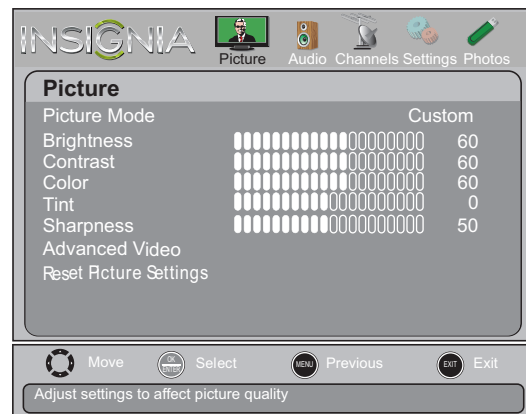 INSIGNIA
Picture Audio Channels Settings Photos
Picture
Picture Mode Custom
Brightness 60
Contrast 60
Color 60
Tint 0
Sharpness 50
Advanced Video
Reset Picture Settings
Move OK ENTER Select MENU Previous EXIT Exit
Adjust settings to affect picture quality